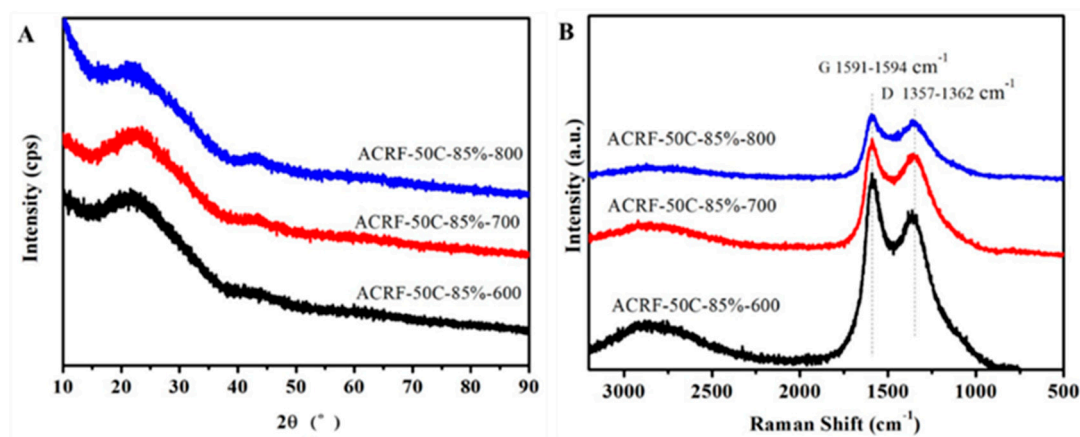 A
ACRF-50C-85%-800
ACRF-50C-85%-700
ACRF-50C-85%-600
Intensity (cps)
10 20 30 40 50 60 70 80 90
2θ (°)
B
G 1591-1594 cm-1
D 1357-1362 cm-1
ACRF-50C-85%-800
ACRF-50C-85%-700
ACRF-50C-85%-600
Intensity (a.u.)
3000 2500 2000 1500 1000 500
Raman Shift (cm-1)